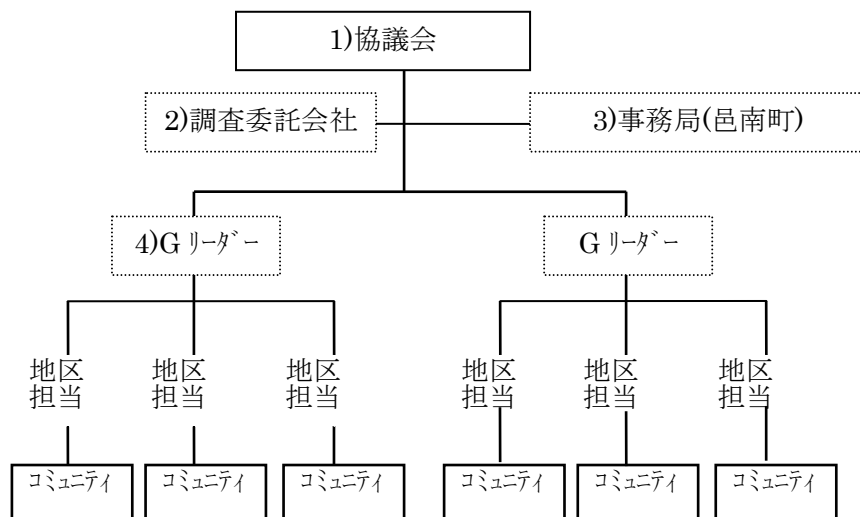 1)協議会
2)調査委託会社
3)事務局(邑南町)
4)G ﾘｰﾀﾞｰ
G ﾘｰﾀﾞｰ
地区
担当
地区
担当
地区
担当
地区
担当
地区
担当
地区
担当
ｺﾐｭﾆﾃｨ
ｺﾐｭﾆﾃｨ
ｺﾐｭﾆﾃｨ
ｺﾐｭﾆﾃｨ
ｺﾐｭﾆﾃｨ
ｺﾐｭﾆﾃｨ